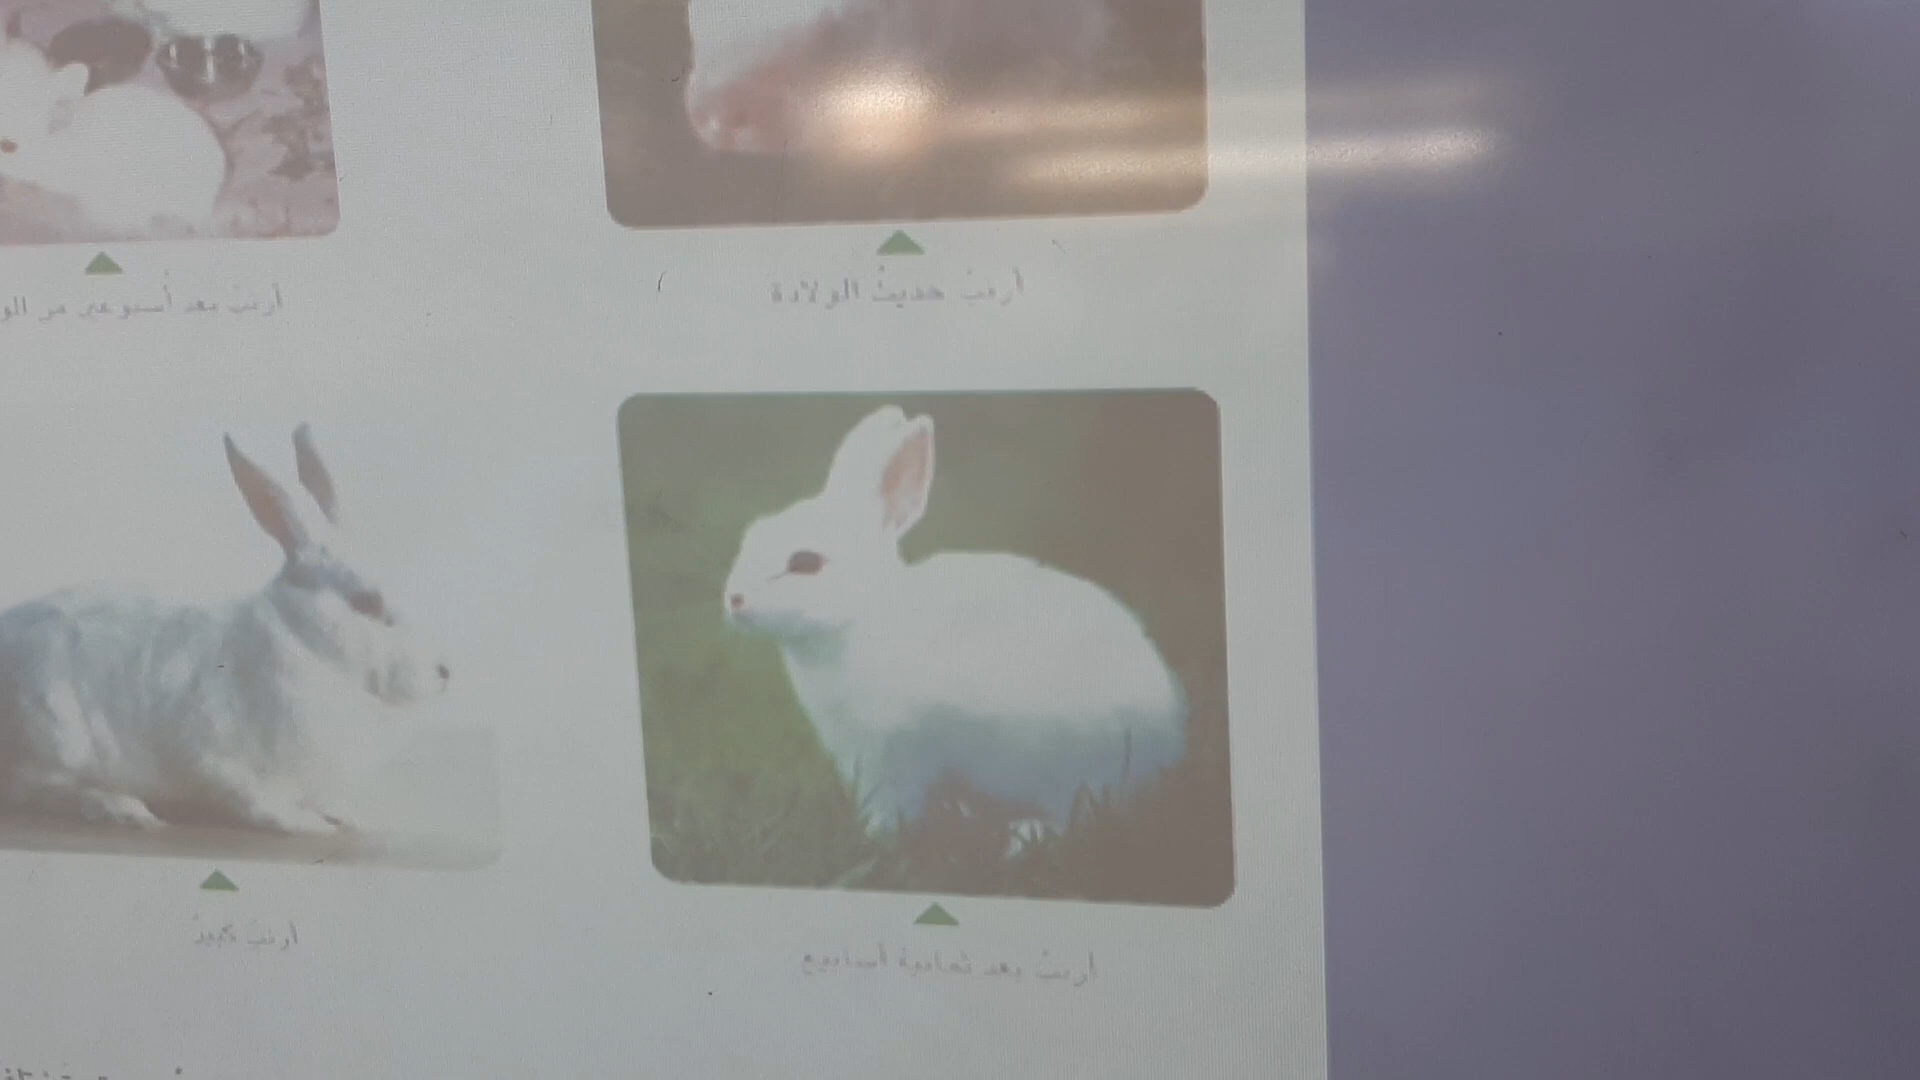 أرنبٌ حديثُ الولادة
أرنبٌ بعد أسبوعين من
أرنبٌ بعد ثمانية أسابيع
أرنبٌ كبيرٌ